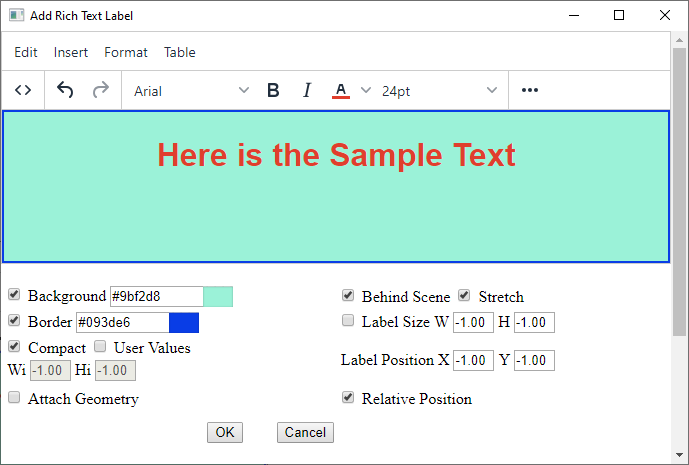 Add Rich Text Label
Edit Insert Format Table
Arial B I A 24pt
Here is the Sample Text
Background #9bf2d8
Behind Scene Stretch
Border #093de6
Label Size W -1.00 H -1.00
Compact User Values
Wi -1.00 Hi -1.00
Label Position X -1.00 Y -1.00
Attach Geometry
Relative Position
OK Cancel